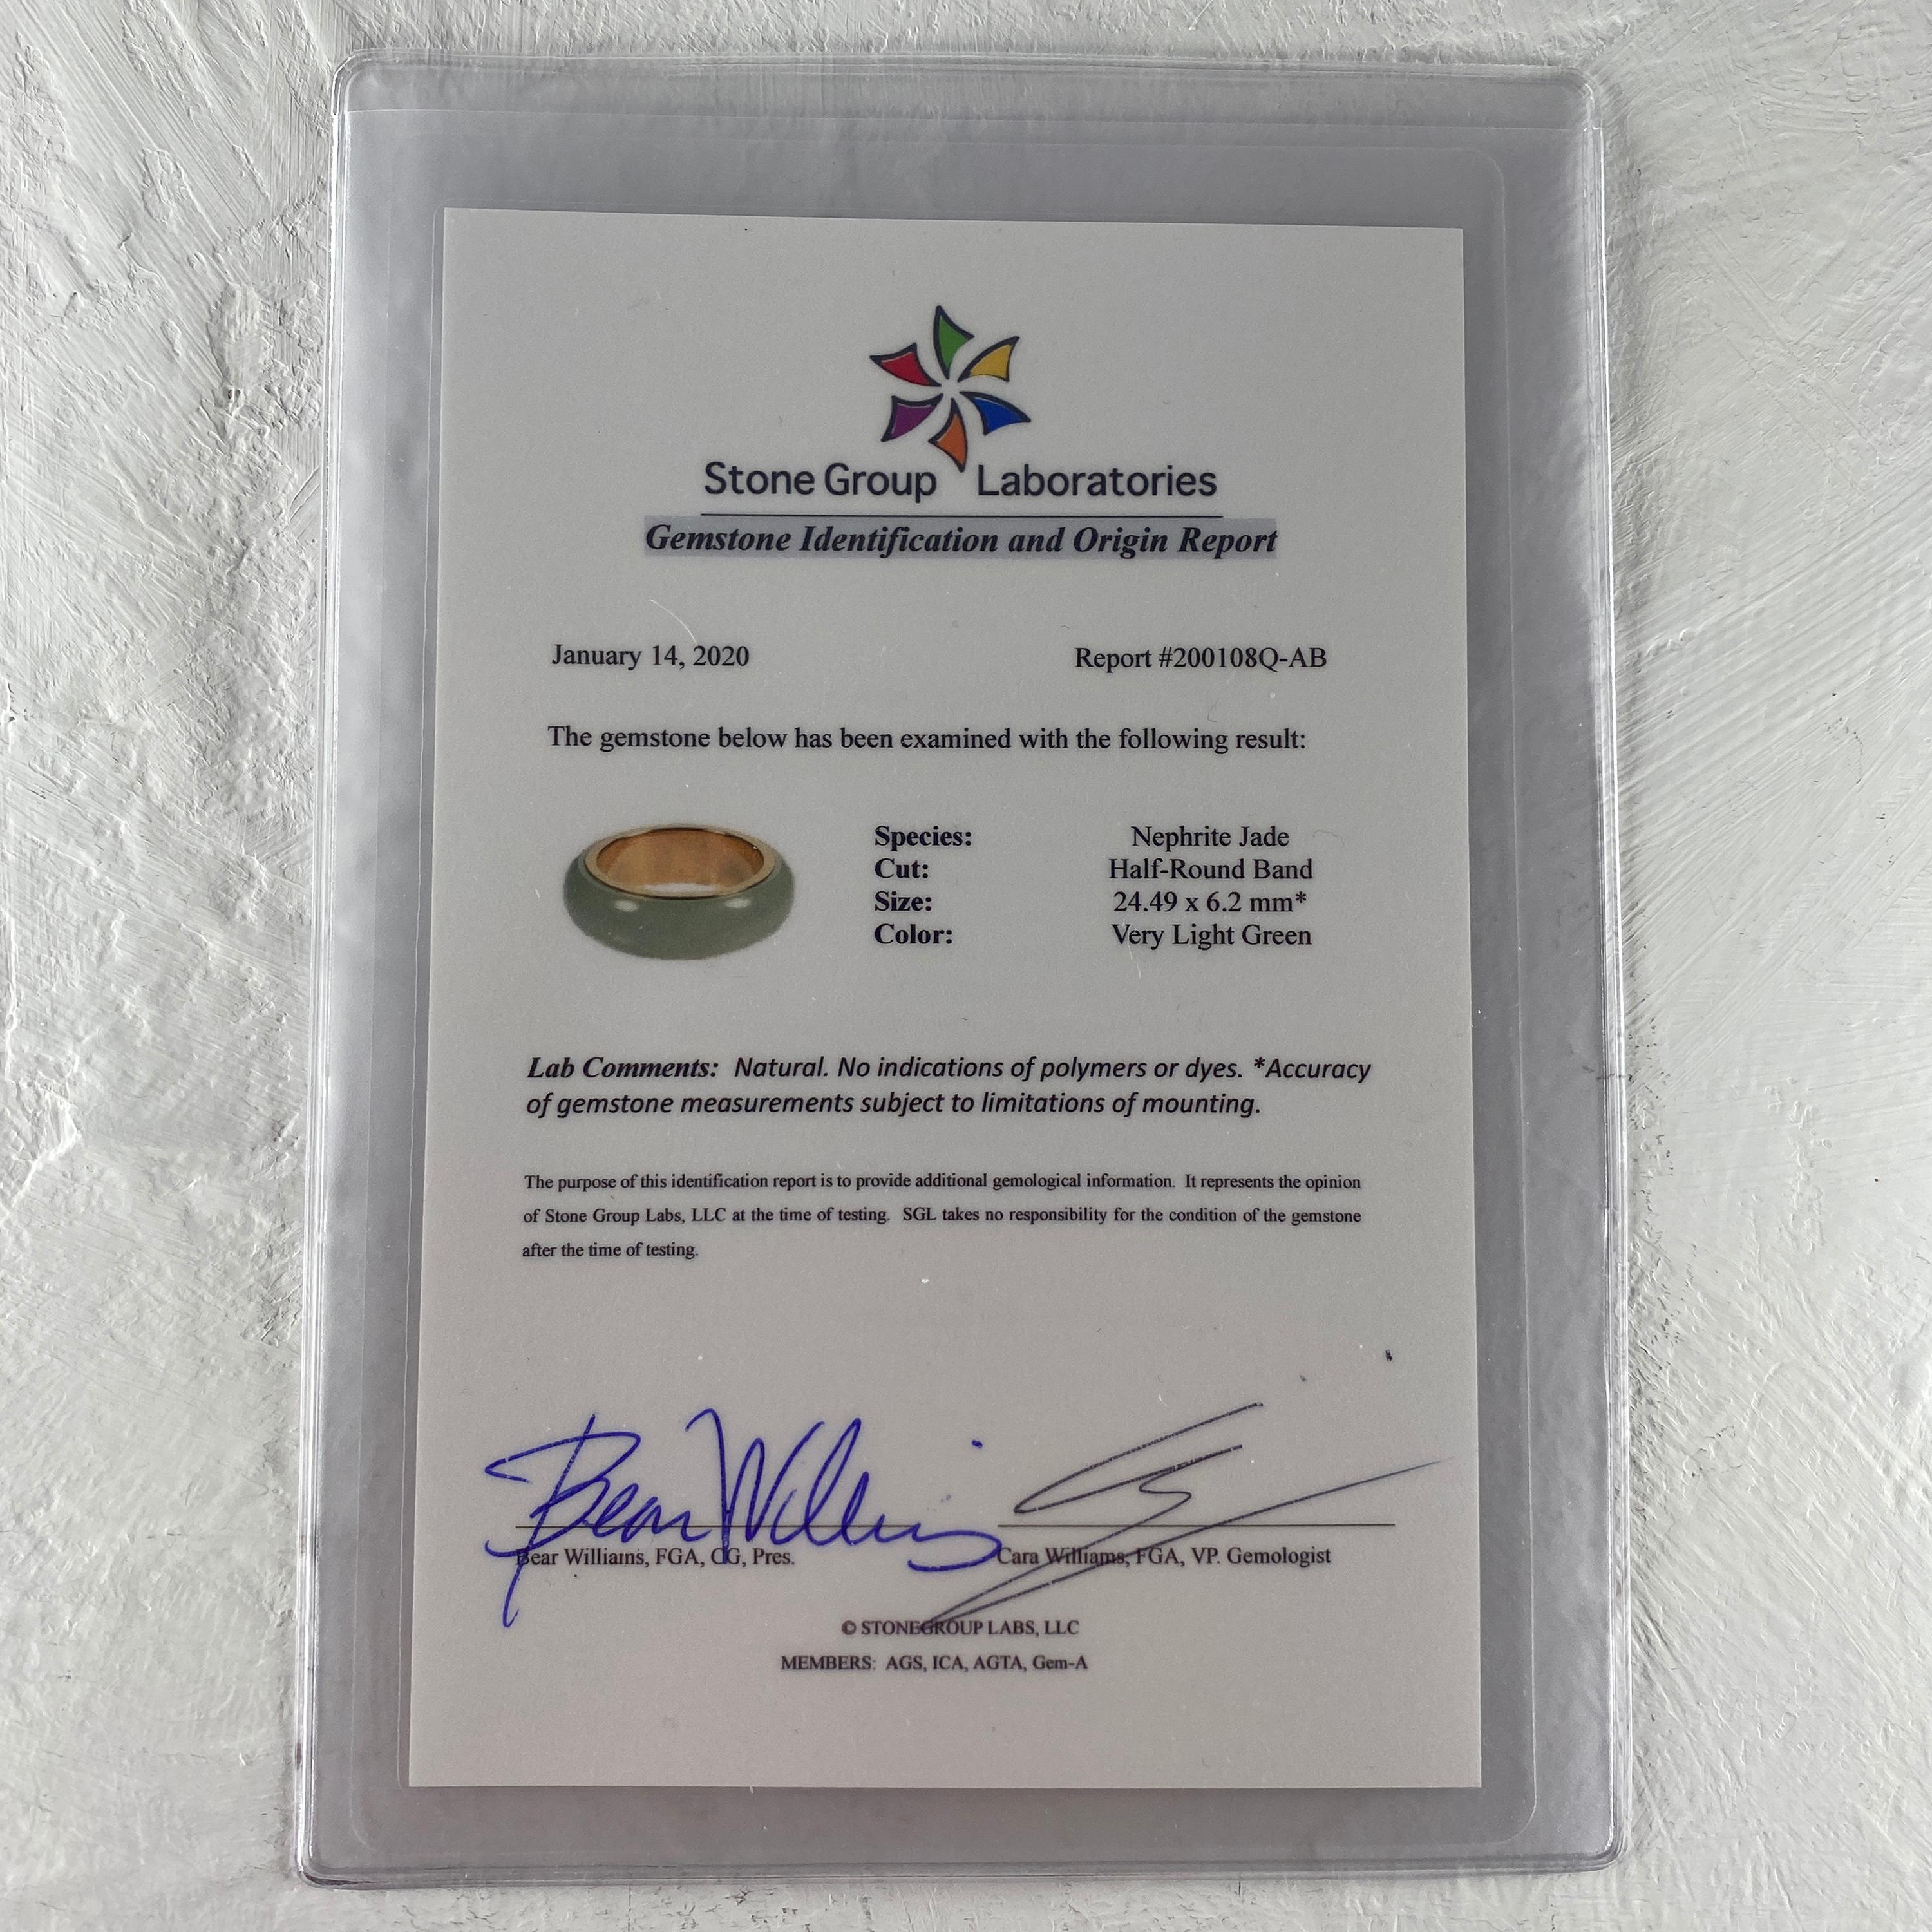 Stone Group Laboratories
Gemstone Identification and Origin Report
January 14, 2020 Report #200108Q-AB
The gemstone below has been examined with the following result:
Species: Nephrite Jade
Cut: Half-Round Band
Size: 24.49 x 6.2 mm*
Color: Very Light Green
Lab Comments: Natural. No indications of polymers or dyes. *Accuracy
of gemstone measurements subject to limitations of mounting.
The purpose of this identification report is to provide additional gemological information. It represents the opinion
of Stone Group Labs, LLC at the time of testing. SGL takes no responsibility for the condition of the gemstone
after the time of testing.
Bear Williams
Bear Williams, FGA, CG, Pres. Cara Williams, FGA, VP. Gemologist
© STONEGROUP LABS, LLC
MEMBERS: AGS, ICA, AGTA, Gem-A